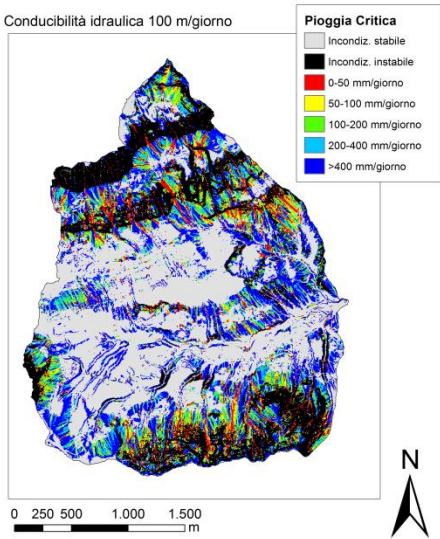 Conducibilità idraulica 100 m/giorno
Pioggia Critica
Incondiz. stabile
Incondiz. instabile
0-50 mm/giorno
50-100 mm/giorno
100-200 mm/giorno
200-400 mm/giorno
>400 mm/giorno
N
0 250 500 1.000 1.500
m